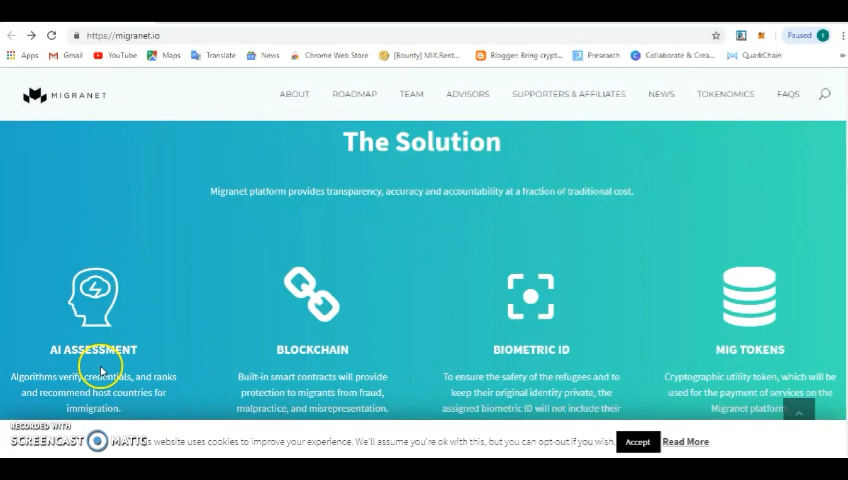 https://migranet.io
Paused
Apps Gmail YouTube Maps Translate News Chrome Web Store [Bounty] MIX.Rent... Blogger: Bring crypt... Presearch Collaborate & Crea... QuarkChain
MIGRANET ABOUT ROADMAP TEAM ADVISORS SUPPORTERS & AFFILIATES NEWS TOKENOMICS FAQS
The Solution
Migranet platform provides transparency, accuracy and accountability at a fraction of traditional cost.
AI ASSESSMENT
Algorithms verify credentials, and ranks
and recommend host countries for
immigration.
BLOCKCHAIN
Built-in smart contracts will provide
protection to migrants from fraud,
malpractice, and misrepresentation.
BIOMETRIC ID
To ensure the safety of the refugees and to
keep their original identity private, the
assigned biometric ID will not include their
MIG TOKENS
Cryptographic utility token, which will be
used for the payment of services on the
Migranet platform.
RECORDED WITH
SCREENCAST MATIC
s website uses cookies to improve your experience. We'll assume you're ok with this, but you can opt-out if you wish. Accept Read More